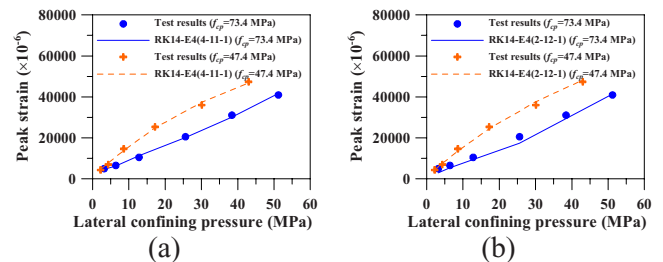 Test results (fcp=73.4 MPa)
RK14-E4(4-11-1) (fcp=73.4 MPa)
Test results (fcp=47.4 MPa)
RK14-E4(4-11-1) (fcp=47.4 MPa)
Peak strain (×10-6)
80000
60000
40000
20000
0
0 10 20 30 40 50 60
Lateral confining pressure (MPa)
(a)
Test results (fcp=73.4 MPa)
RK14-E4(2-12-1) (fcp=73.4 MPa)
Test results (fcp=47.4 MPa)
RK14-E4(2-12-1) (fcp=47.4 MPa)
Peak strain (×10-6)
80000
60000
40000
20000
0
0 10 20 30 40 50 60
Lateral confining pressure (MPa)
(b)